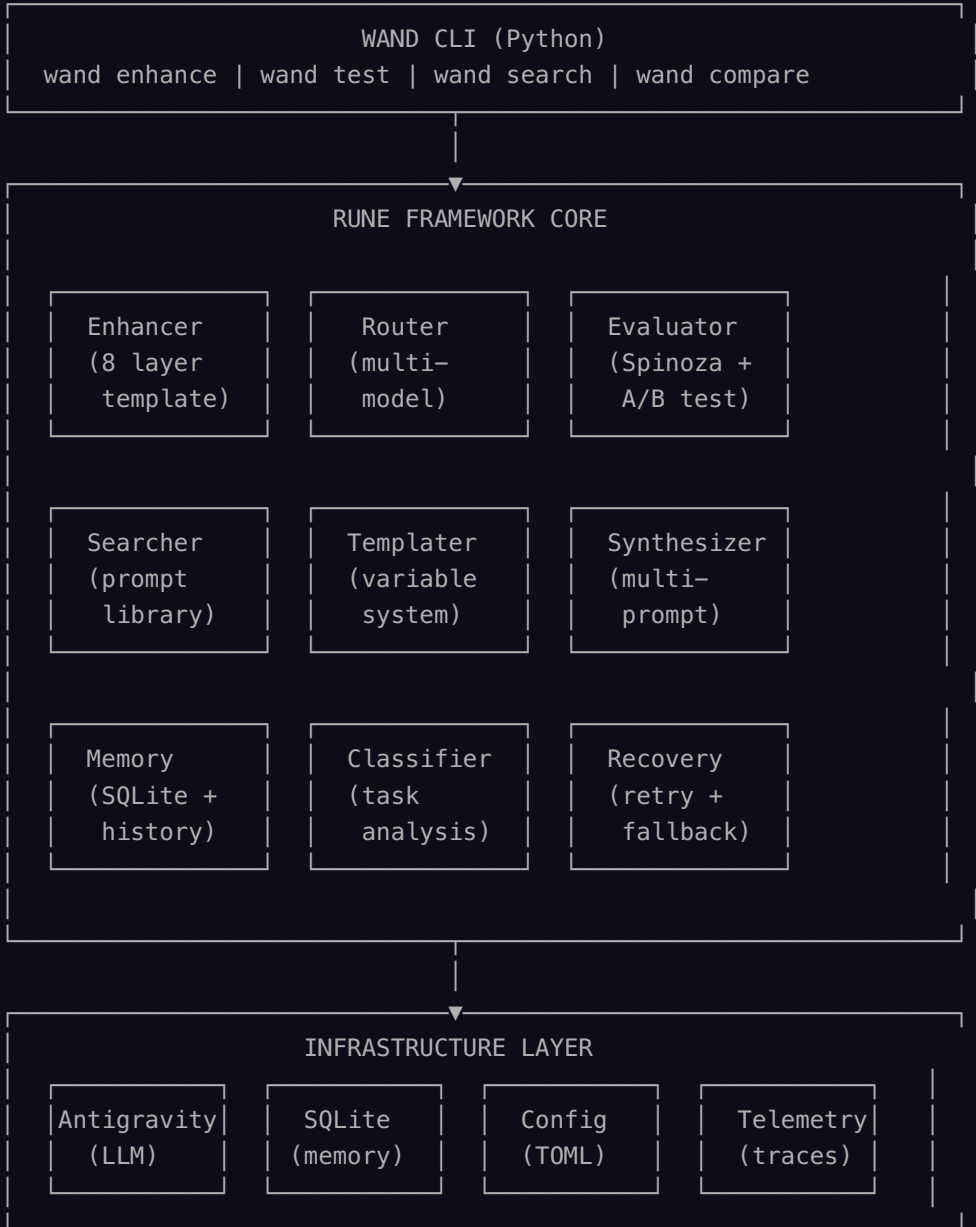 WAND CLI (Python)
wand enhance | wand test | wand search | wand compare
RUNE FRAMEWORK CORE
Enhancer
(8 layer
template)
Router
(multi-
model)
Evaluator
(Spinoza +
A/B test)
Searcher
(prompt
library)
Templater
(variable
system)
Synthesizer
(multi-
prompt)
Memory
(SQLite +
history)
Classifier
(task
analysis)
Recovery
(retry +
fallback)
INFRASTRUCTURE LAYER
Antigravity
(LLM)
SQLite
(memory)
Config
(TOML)
Telemetry
(traces)